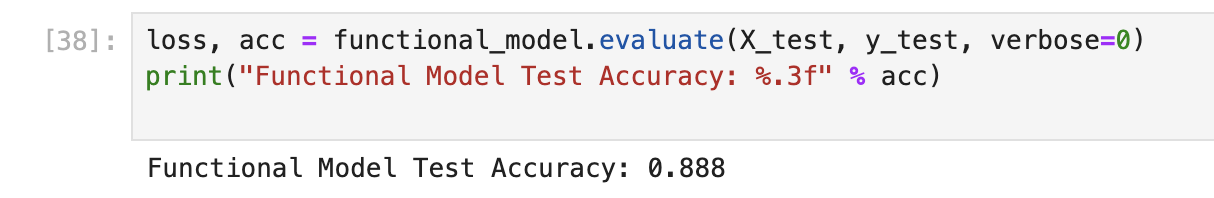 [38]: loss, acc = functional_model.evaluate(X_test, y_test, verbose=0)
print("Functional Model Test Accuracy: %.3f" % acc)
Functional Model Test Accuracy: 0.888